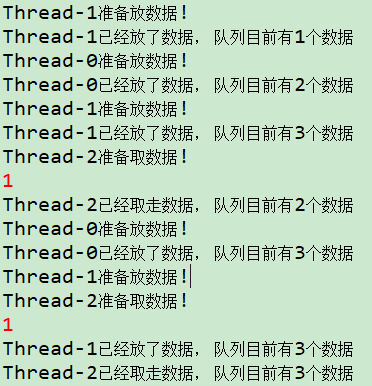 Thread-1准备放数据!
Thread-1已经放了数据, 队列目前有1个数据
Thread-0准备放数据!
Thread-0已经放了数据, 队列目前有2个数据
Thread-1准备放数据!
Thread-1已经放了数据, 队列目前有3个数据
Thread-2准备取数据!
1
Thread-2已经取走数据, 队列目前有2个数据
Thread-0准备放数据!
Thread-0已经放了数据, 队列目前有3个数据
Thread-1准备放数据!
Thread-2准备取数据!
1
Thread-1已经放了数据, 队列目前有3个数据
Thread-2已经取走数据, 队列目前有3个数据